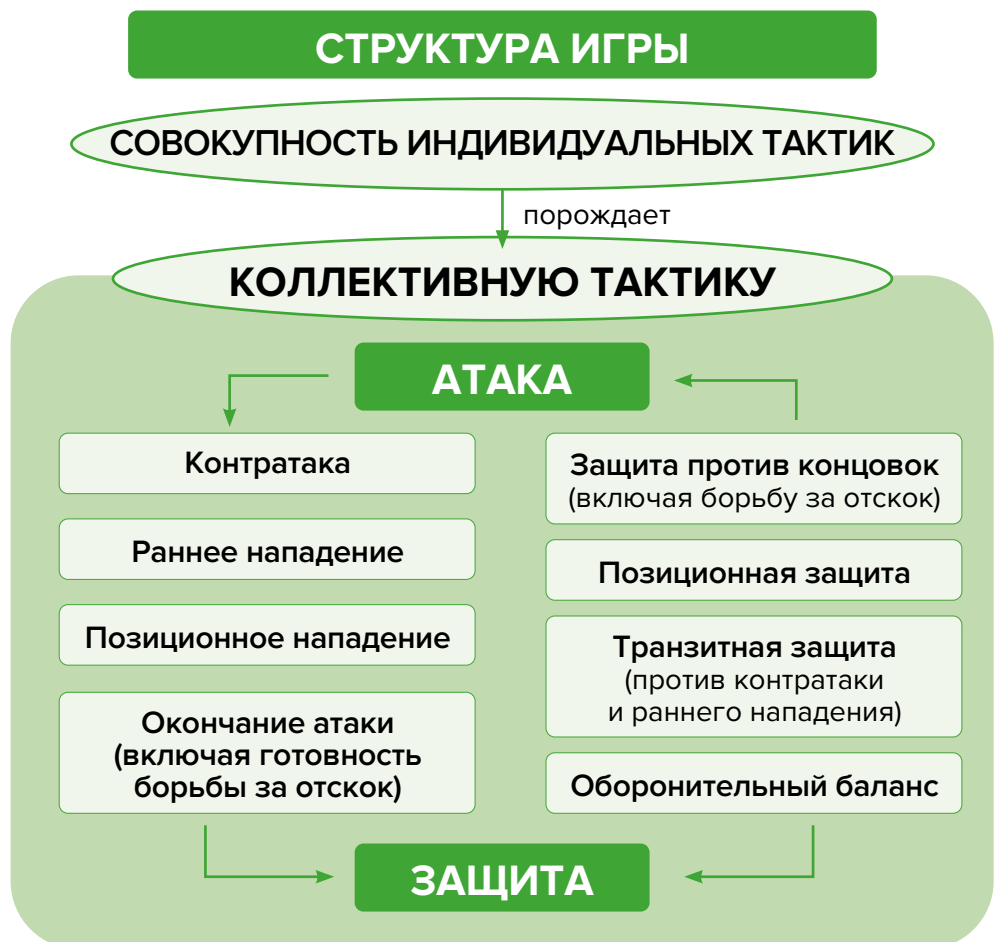 СТРУКТУРА ИГРЫ
СОВОКУПНОСТЬ ИНДИВИДУАЛЬНЫХ ТАКТИК
порождает
КОЛЛЕКТИВНУЮ ТАКТИКУ
АТАКА
Контратака
Раннее нападение
Позиционное нападение
Окончание атаки
(включая готовность
борьбы за отскок)
Защита против концовок
(включая борьбу за отскок)
Позиционная защита
Транзитная защита
(против контратаки
и раннего нападения)
Оборонительный баланс
ЗАЩИТА